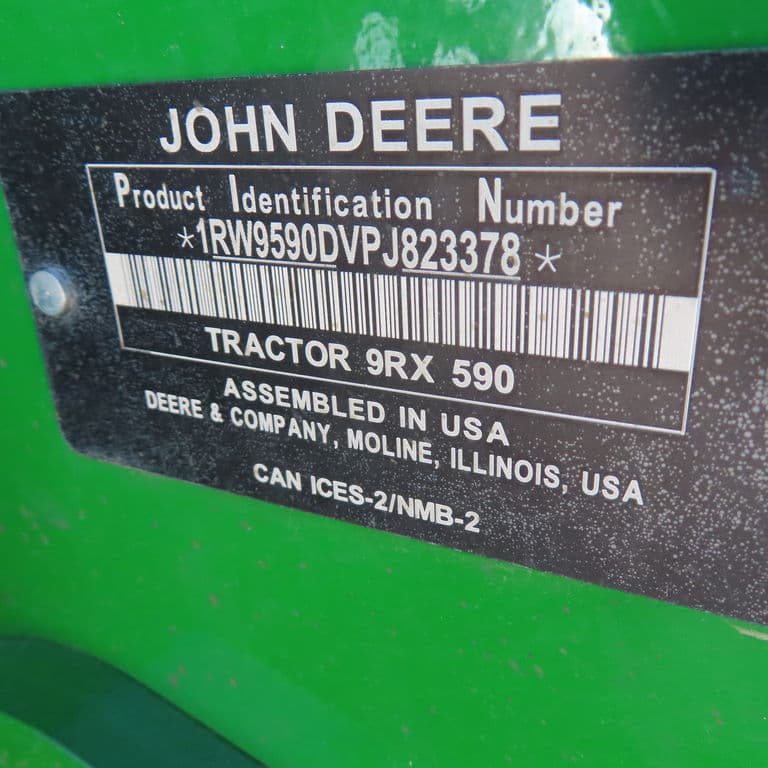 JOHN DEERE
Product Identification Number
*1RW9590DVPJ823378*
TRACTOR 9RX 590
ASSEMBLED IN USA
DEERE & COMPANY, MOLINE, ILLINOIS, USA
CAN ICES-2/NMB-2